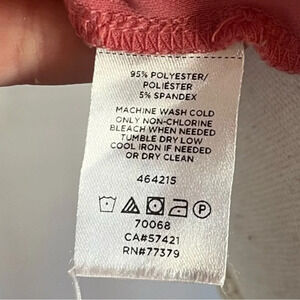 95% POLYESTER/
POLIÉSTER
5% SPANDEX
MACHINE WASH COLD
ONLY NON-CHLORINE
BLEACH WHEN NEEDED
TUMBLE DRY LOW
COOL IRON IF NEEDED
OR DRY CLEAN
464215
P
70068
CA#57421
RN#77379